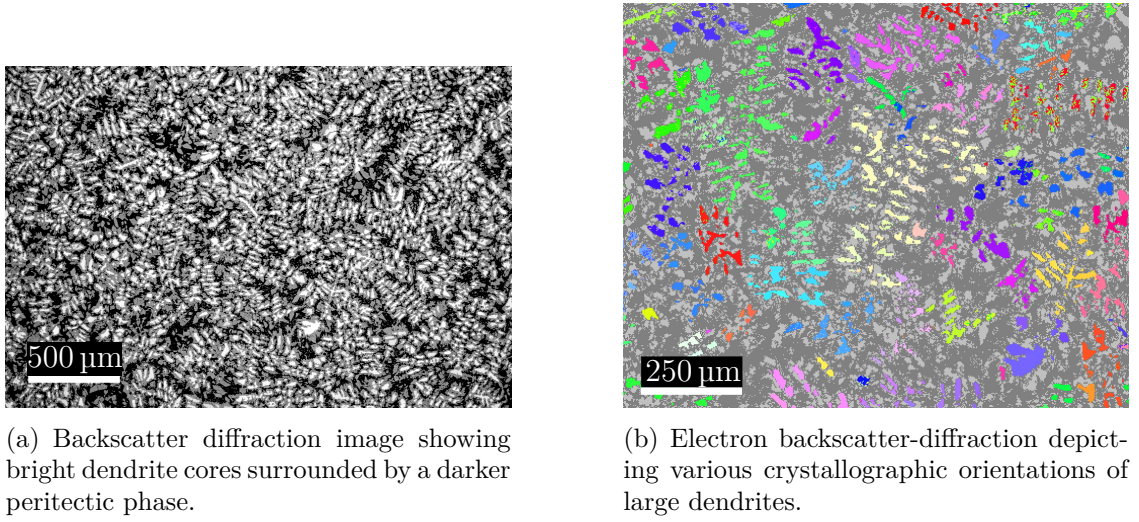 500 µm
250 µm
(a) Backscatter diffraction image showing
bright dendrite cores surrounded by a darker
peritectic phase.
(b) Electron backscatter-diffraction depict-
ing various crystallographic orientations of
large dendrites.